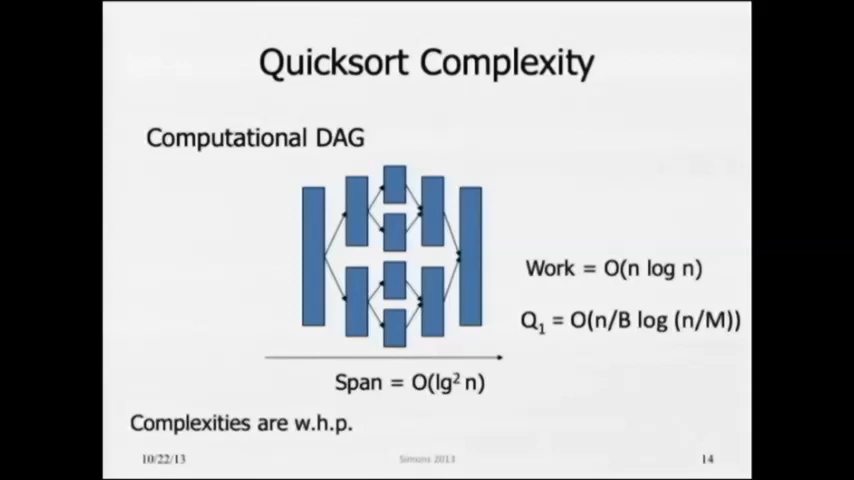 Quicksort Complexity
Computational DAG
Work = O(n log n)
Q₁ = O(n/B log (n/M))
Span = O(lg² n)
Complexities are w.h.p.
10/22/13
Simons 2013
14